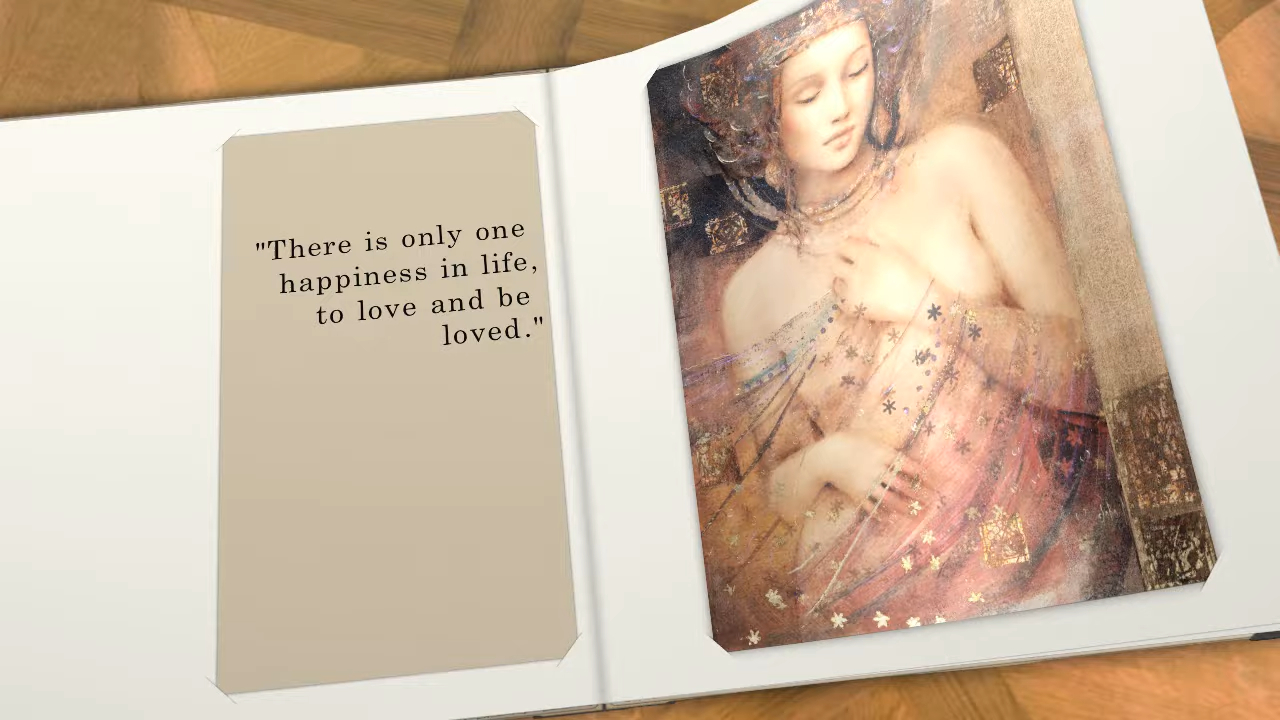 "There is only one
happiness in life,
to love and be
loved."